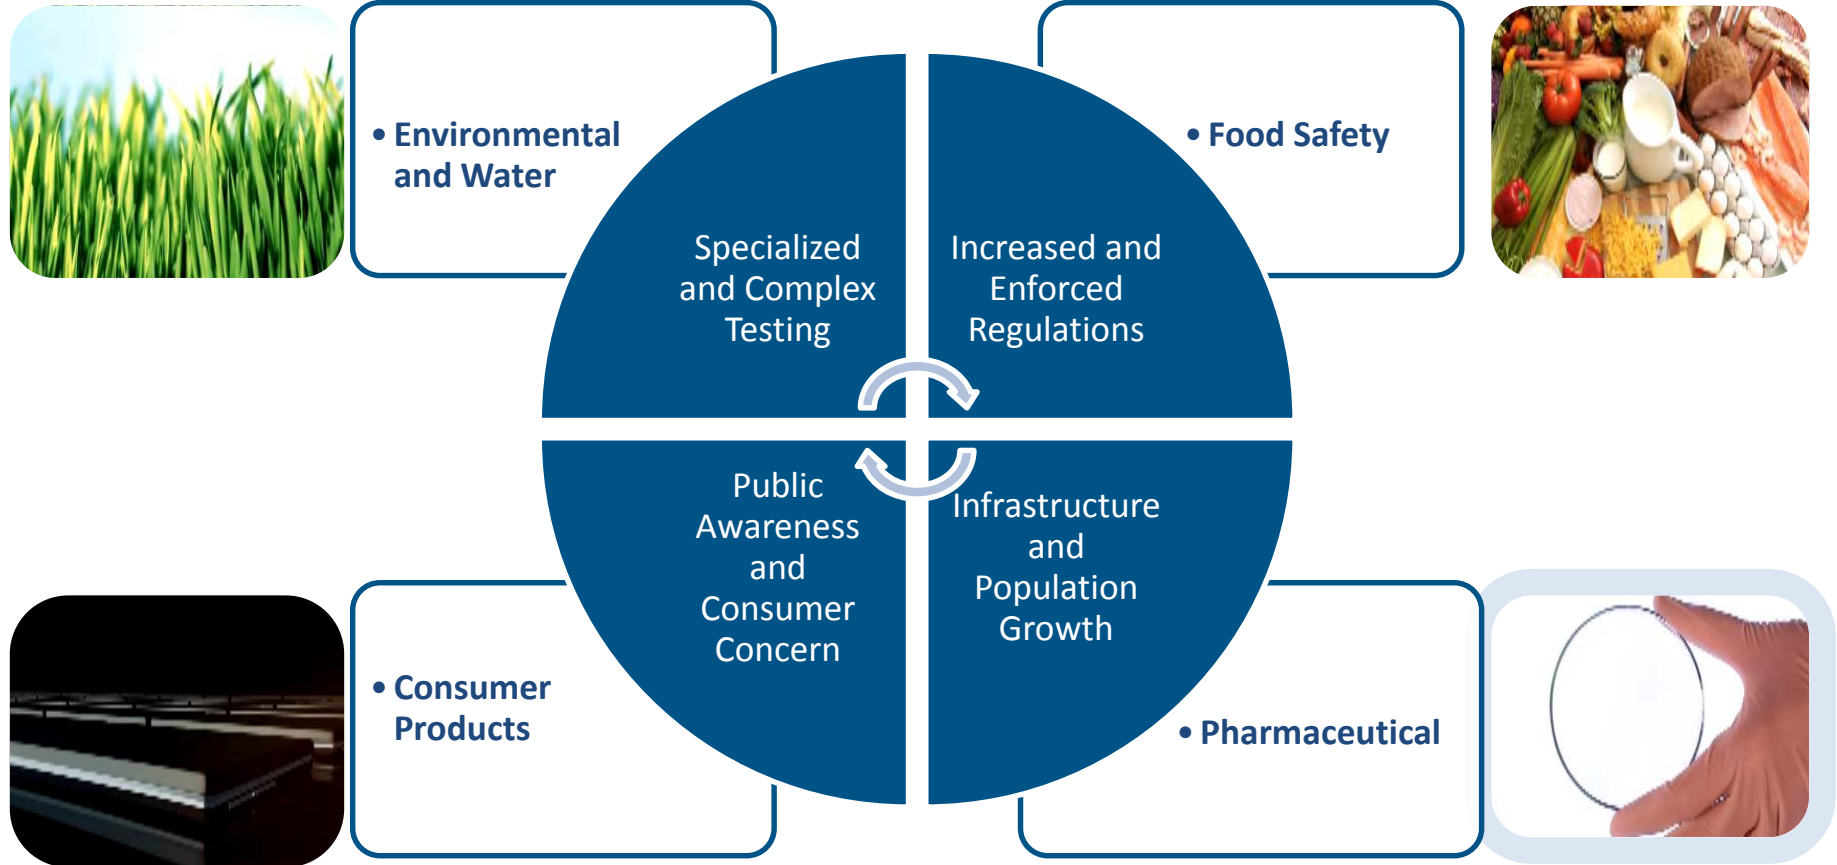 • Environmental
and Water
Specialized
and Complex
Testing
Increased and
Enforced
Regulations
• Food Safety
• Consumer
Products
Public
Awareness
and
Consumer
Concern
Infrastructure
and
Population
Growth
• Pharmaceutical